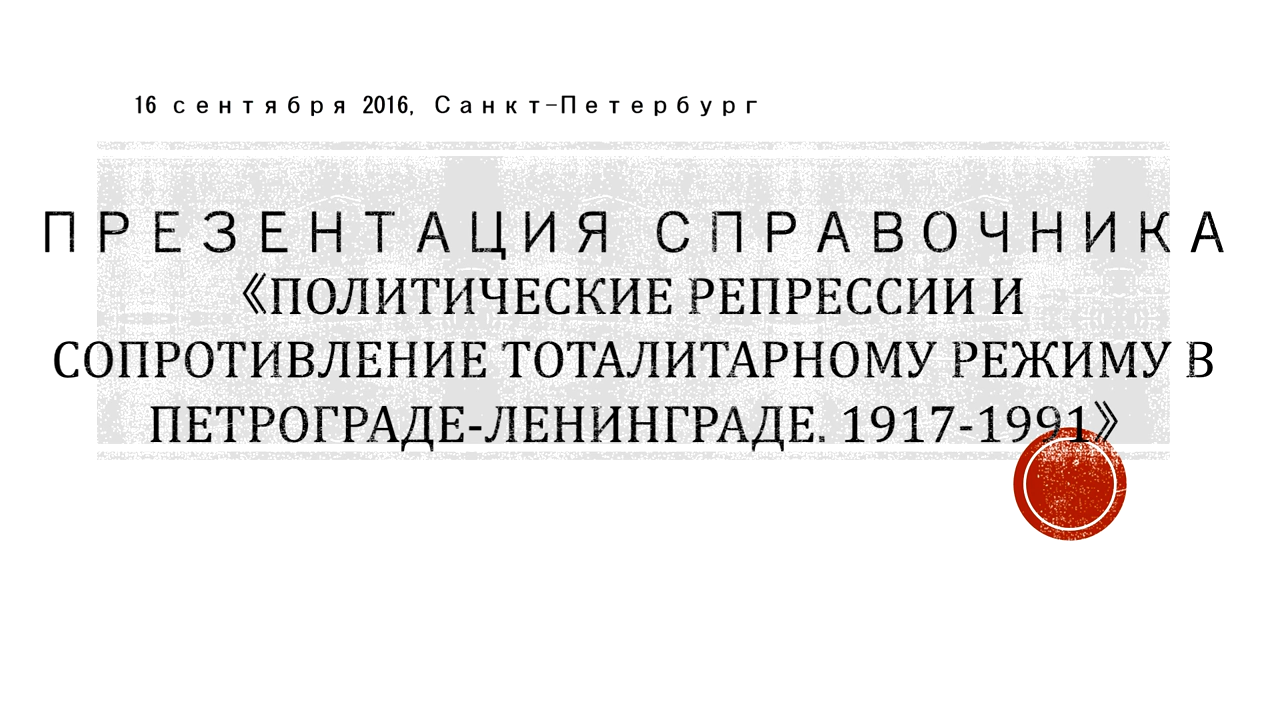 16 сентября 2016, Санкт-Петербург
ПРЕЗЕНТАЦИЯ СПРАВОЧНИКА
《ПОЛИТИЧЕСКИЕ РЕПРЕССИИ И
СОПРОТИВЛЕНИЕ ТОТАЛИТАРНОМУ РЕЖИМУ В
ПЕТРОГРАДЕ-ЛЕНИНГРАДЕ. 1917-1991》